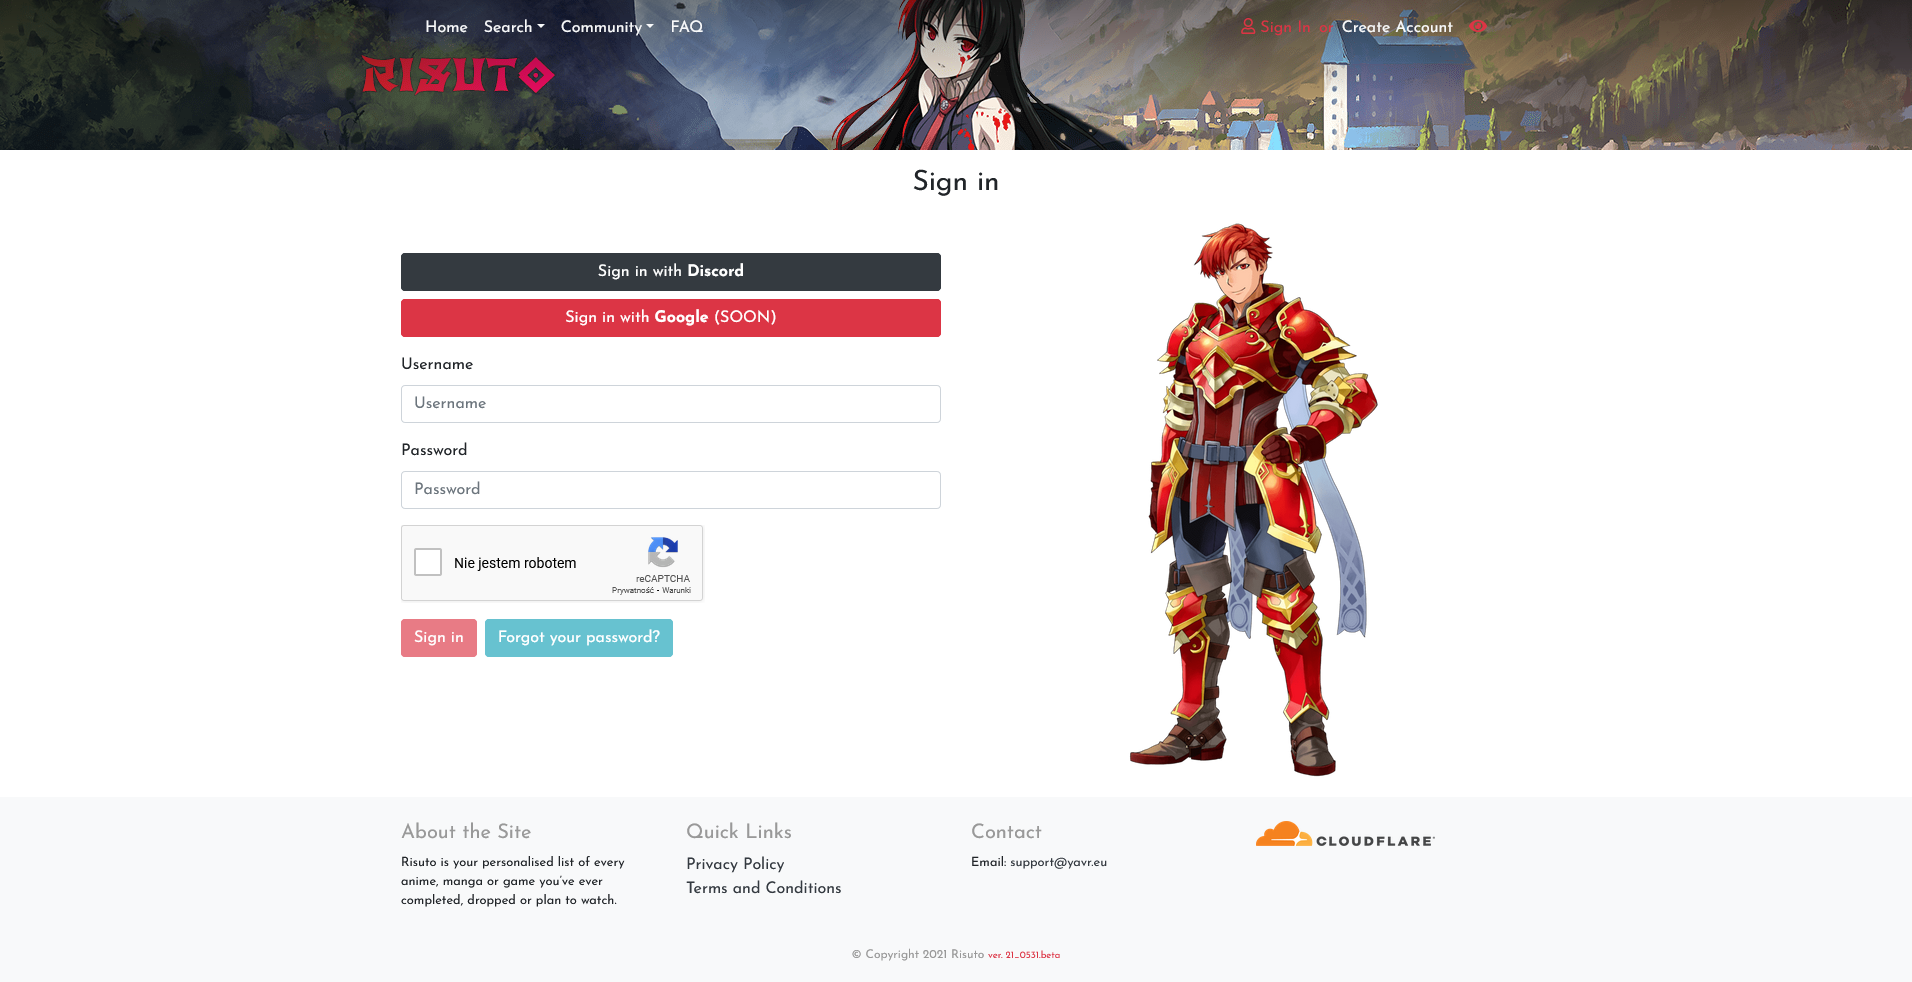 Home Search Community FAQ
Sign In or Create Account
RISUTO
Sign in
Sign in with Discord
Sign in with Google (SOON)
Username
Username
Password
Password
Nie jestem robotem
reCAPTCHA
Prywatność • Warunki
Sign in Forgot your password?
About the Site
Risuto is your personalised list of every
anime, manga or game you've ever
completed, dropped or plan to watch.
Quick Links
Privacy Policy
Terms and Conditions
Contact
Email: support@yavr.eu
CLOUDFLARE
© Copyright 2021 Risuto ver. 21_0531.beta